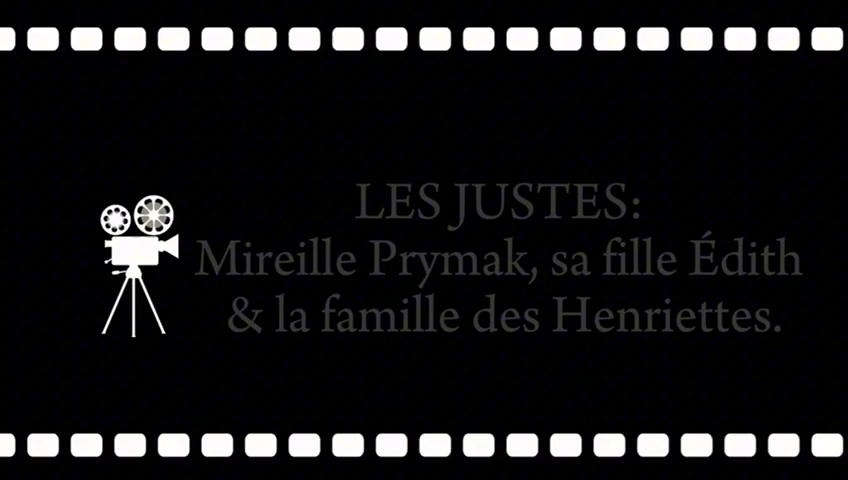 LES JUSTES:
Mireille Prymak, sa fille Édith
& la famille des Henriettes.